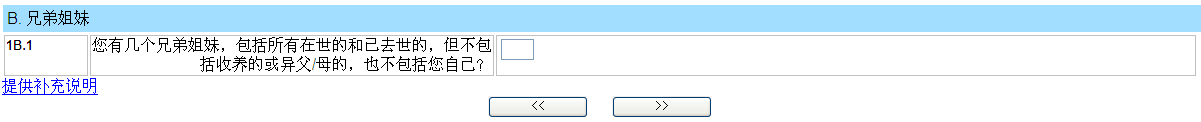 B. 兄弟姐妹
1B.1
您有几个兄弟姐妹，包括所有在世的和已去世的，但不包
括收养的或异父/母的，也不包括您自己？
提供补充说明
<< >>